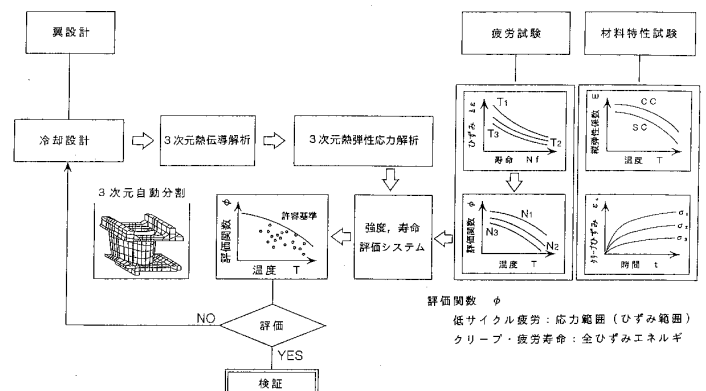 翼設計
疲労試験
材料特性試験
冷却設計
3次元熱伝導解析
3次元熱弾性応力解析
ひずみ
T₁
T₃
T₂
寿命 Nf
縦弾性係数 E
CC
SC
温度 T
3次元自動分割
評価関数 φ
許容基準
温度 T
強度，寿命
評価システム
評価関数 φ
N₁
N₃
N₂
温度 T
クリープひずみ
σ₁
σ₂
σ₃
時間 t
評価関数 φ
低サイクル疲労：応力範囲（ひずみ範囲）
クリープ・疲労寿命：全ひずみエネルギ
NO
評価
YES
検証